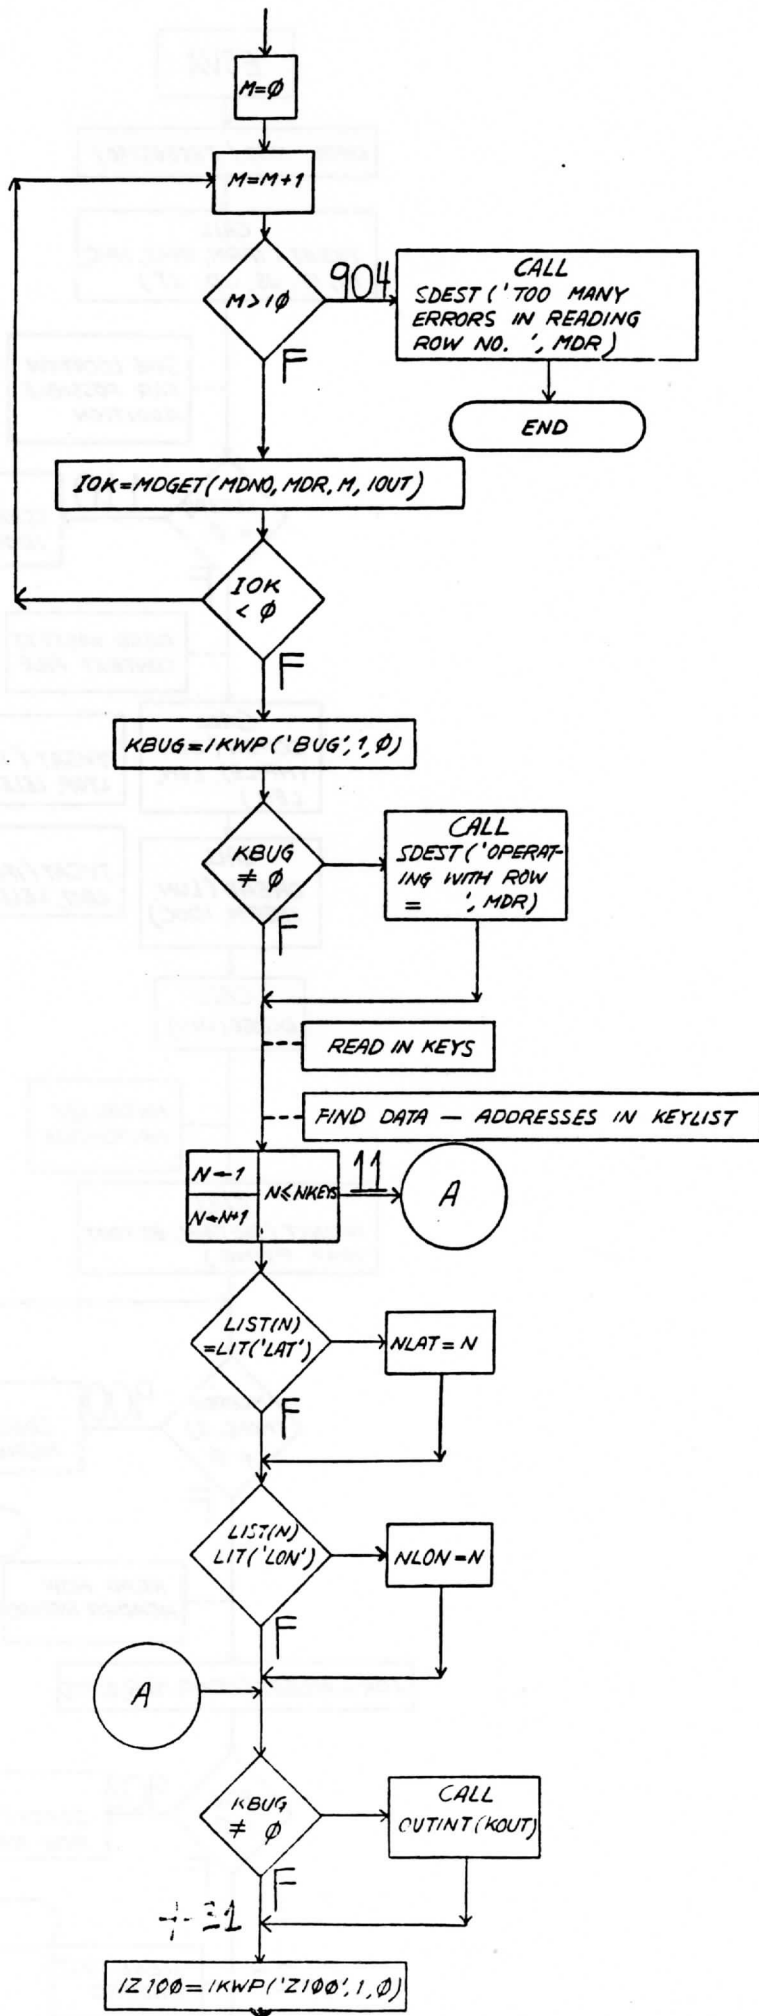 M=Ø
M=M+1
M>1Ø
904
CALL
SDEST('TOO MANY
ERRORS IN READING
ROW NO. ', MDR)
F
END
IOK=MDGET(MDNO, MDR, M, IOUT)
IOK
< Ø
F
KBUG=IKWP('BUG',1,Ø)
KBUG
≠ Ø
CALL
SDEST('OPERAT-
ING WITH ROW
= ', MDR)
F
READ IN KEYS
FIND DATA — ADDRESSES IN KEYLIST
N←1
N←N+1
N≤NKEYS
11
A
LIST(N)
=LIT('LAT')
NLAT=N
F
LIST(N)
LIT('LON')
NLON=N
F
A
KBUG
≠ Ø
CALL
OUTINT(KOUT)
F
31
IZ1ØØ=IKWP('Z1ØØ',1,Ø)